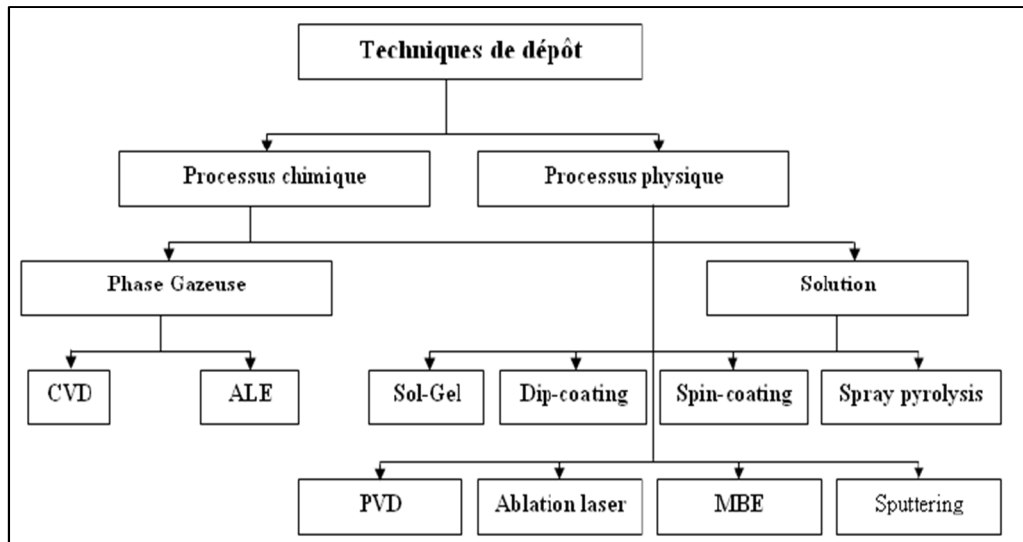 Techniques de dépôt
Processus chimique
Processus physique
Phase Gazeuse
Solution
CVD
ALE
Sol-Gel
Dip-coating
Spin-coating
Spray pyrolysis
PVD
Ablation laser
MBE
Sputtering